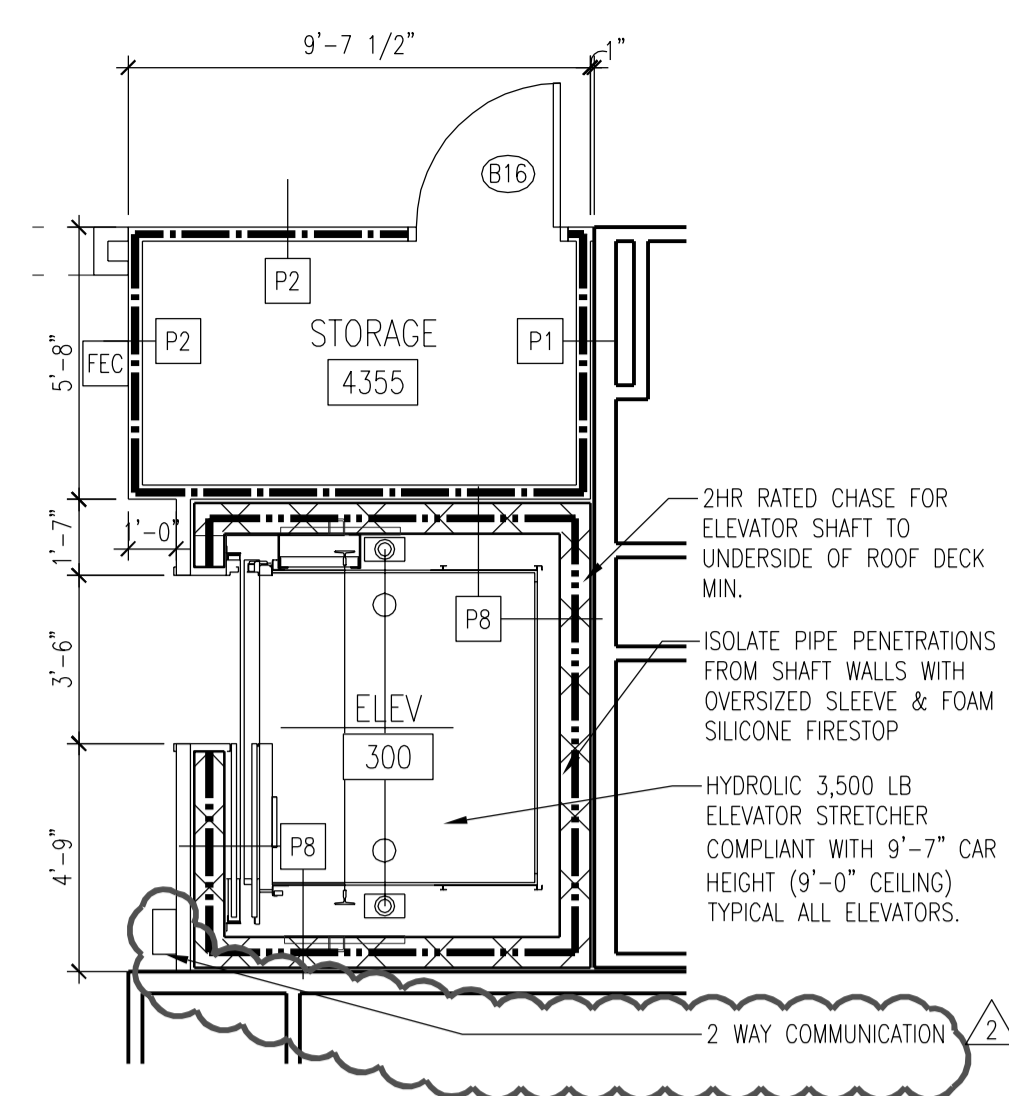 9'-7 1/2"
1"
B16
P2
STORAGE
P2
P1
FEC
4355
5'-8"
2HR RATED CHASE FOR
ELEVATOR SHAFT TO
UNDERSIDE OF ROOF DECK
MIN.
1'-7"
1'-0"
P8
ISOLATE PIPE PENETRATIONS
FROM SHAFT WALLS WITH
OVERSIZED SLEEVE & FOAM
SILICONE FIRESTOP
3'-6"
ELEV
300
HYDROLIC 3,500 LB
ELEVATOR STRETCHER
COMPLIANT WITH 9'-7" CAR
HEIGHT (9'-0" CEILING)
TYPICAL ALL ELEVATORS.
P8
4'-9"
2 WAY COMMUNICATION
2